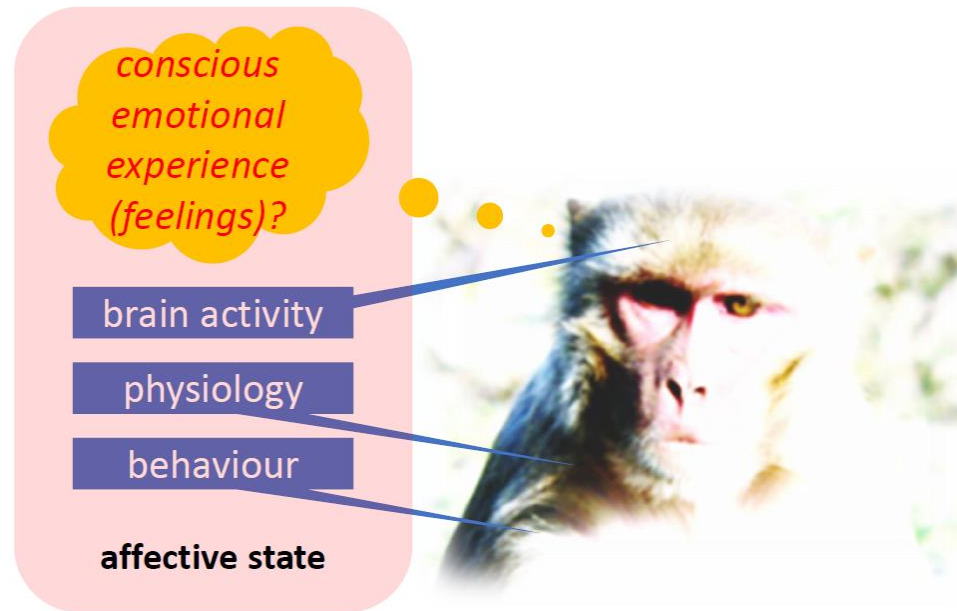 conscious
emotional
experience
(feelings)?
brain activity
physiology
behaviour
affective state